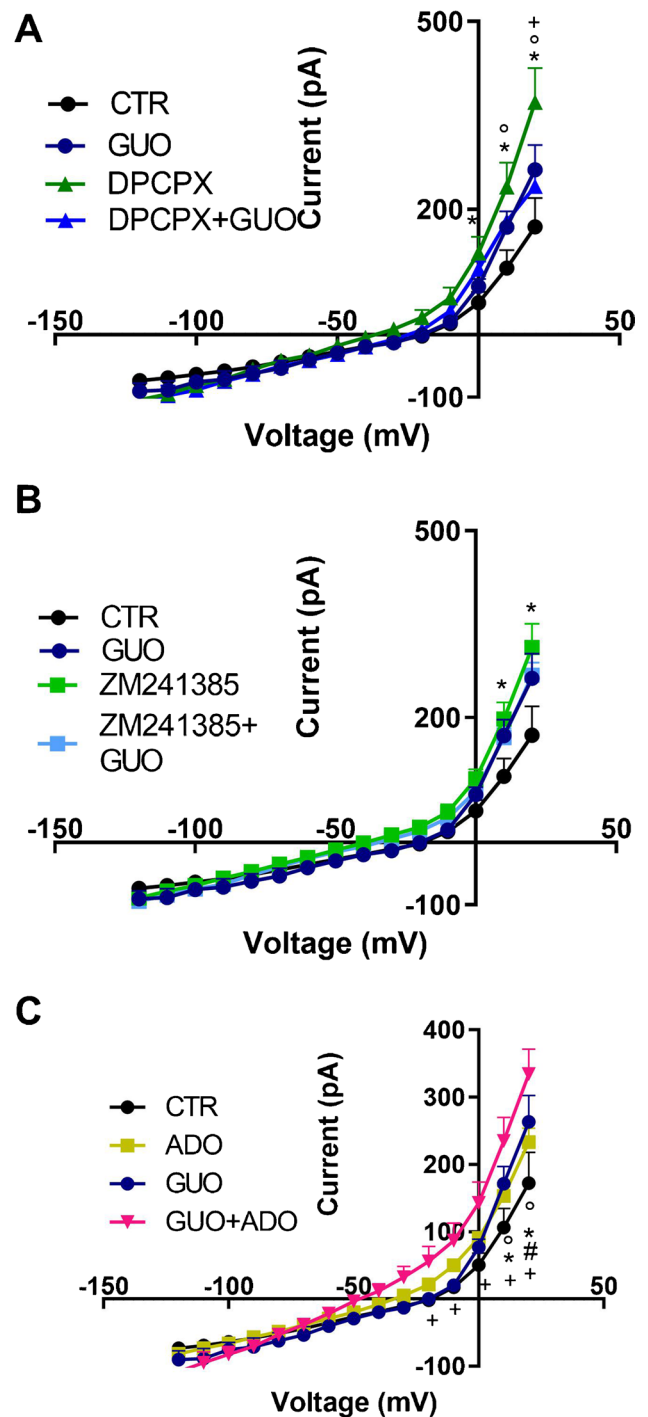 A
500
+
°
*
CTR
GUO
DPCPX
DPCPX+GUO
Current (pA)
°
*
200
*
-150
-100
-50
50
-100
Voltage (mV)
B
500
Current (pA)
CTR
GUO
ZM241385
ZM241385+
GUO
*
*
200
-150
-100
-50
50
-100
Voltage (mV)
C
400
Current (pA)
CTR
ADO
GUO
GUO+ADO
300
200
100
°
*
#
+
°
*
+
+
+
+
-150
-100
-50
50
-100
Voltage (mV)